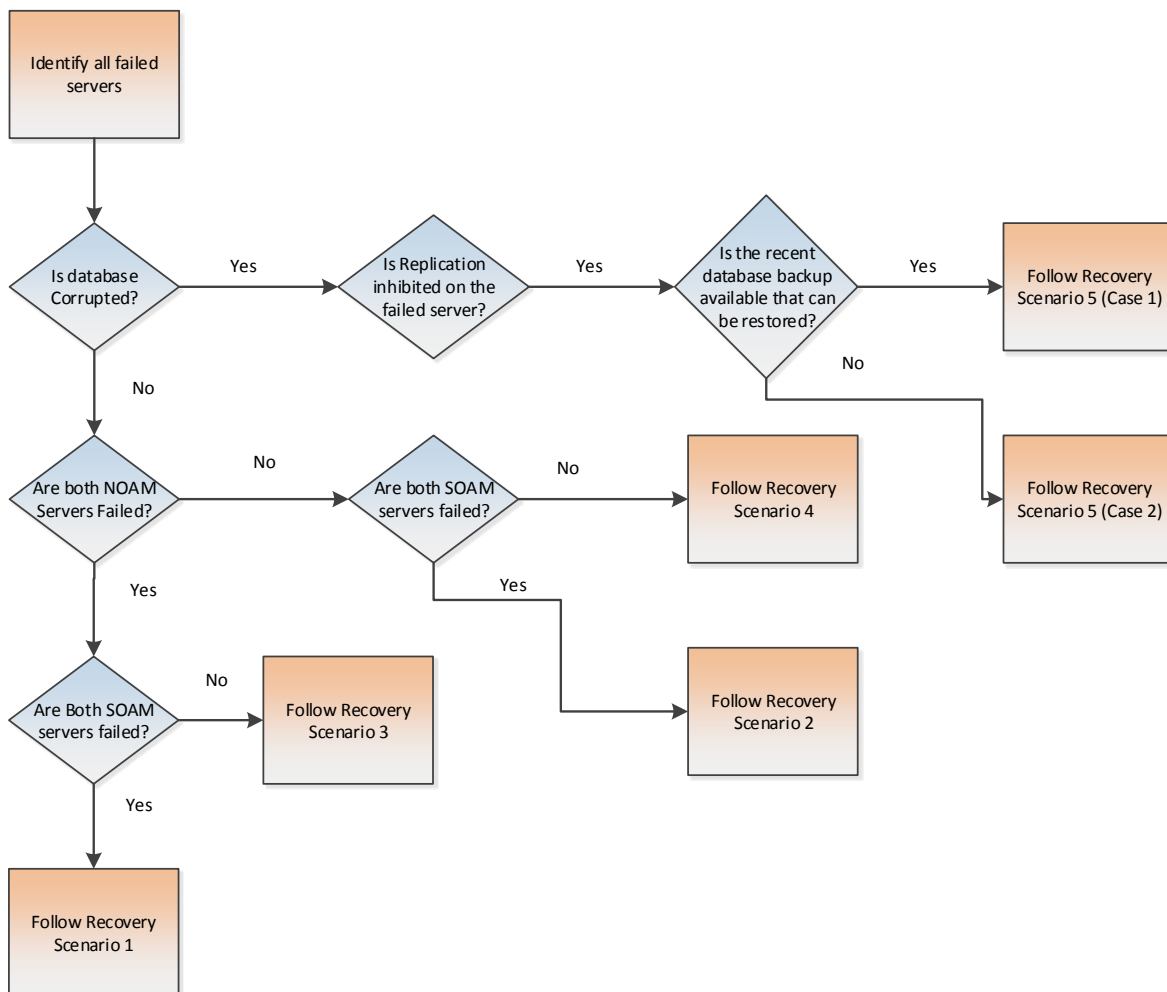 Identify all failed
servers
Is database
Corrupted?
Yes
Is Replication
inhibited on the
failed server?
Yes
Is the recent
database backup
available that can
be restored?
Yes
Follow Recovery
Scenario 5 (Case 1)
No
No
Are both NOAM
Servers Failed?
No
Are both SOAM
servers failed?
No
Follow Recovery
Scenario 4
Follow Recovery
Scenario 5 (Case 2)
Yes
Yes
Are Both SOAM
servers failed?
No
Follow Recovery
Scenario 3
Follow Recovery
Scenario 2
Yes
Follow Recovery
Scenario 1